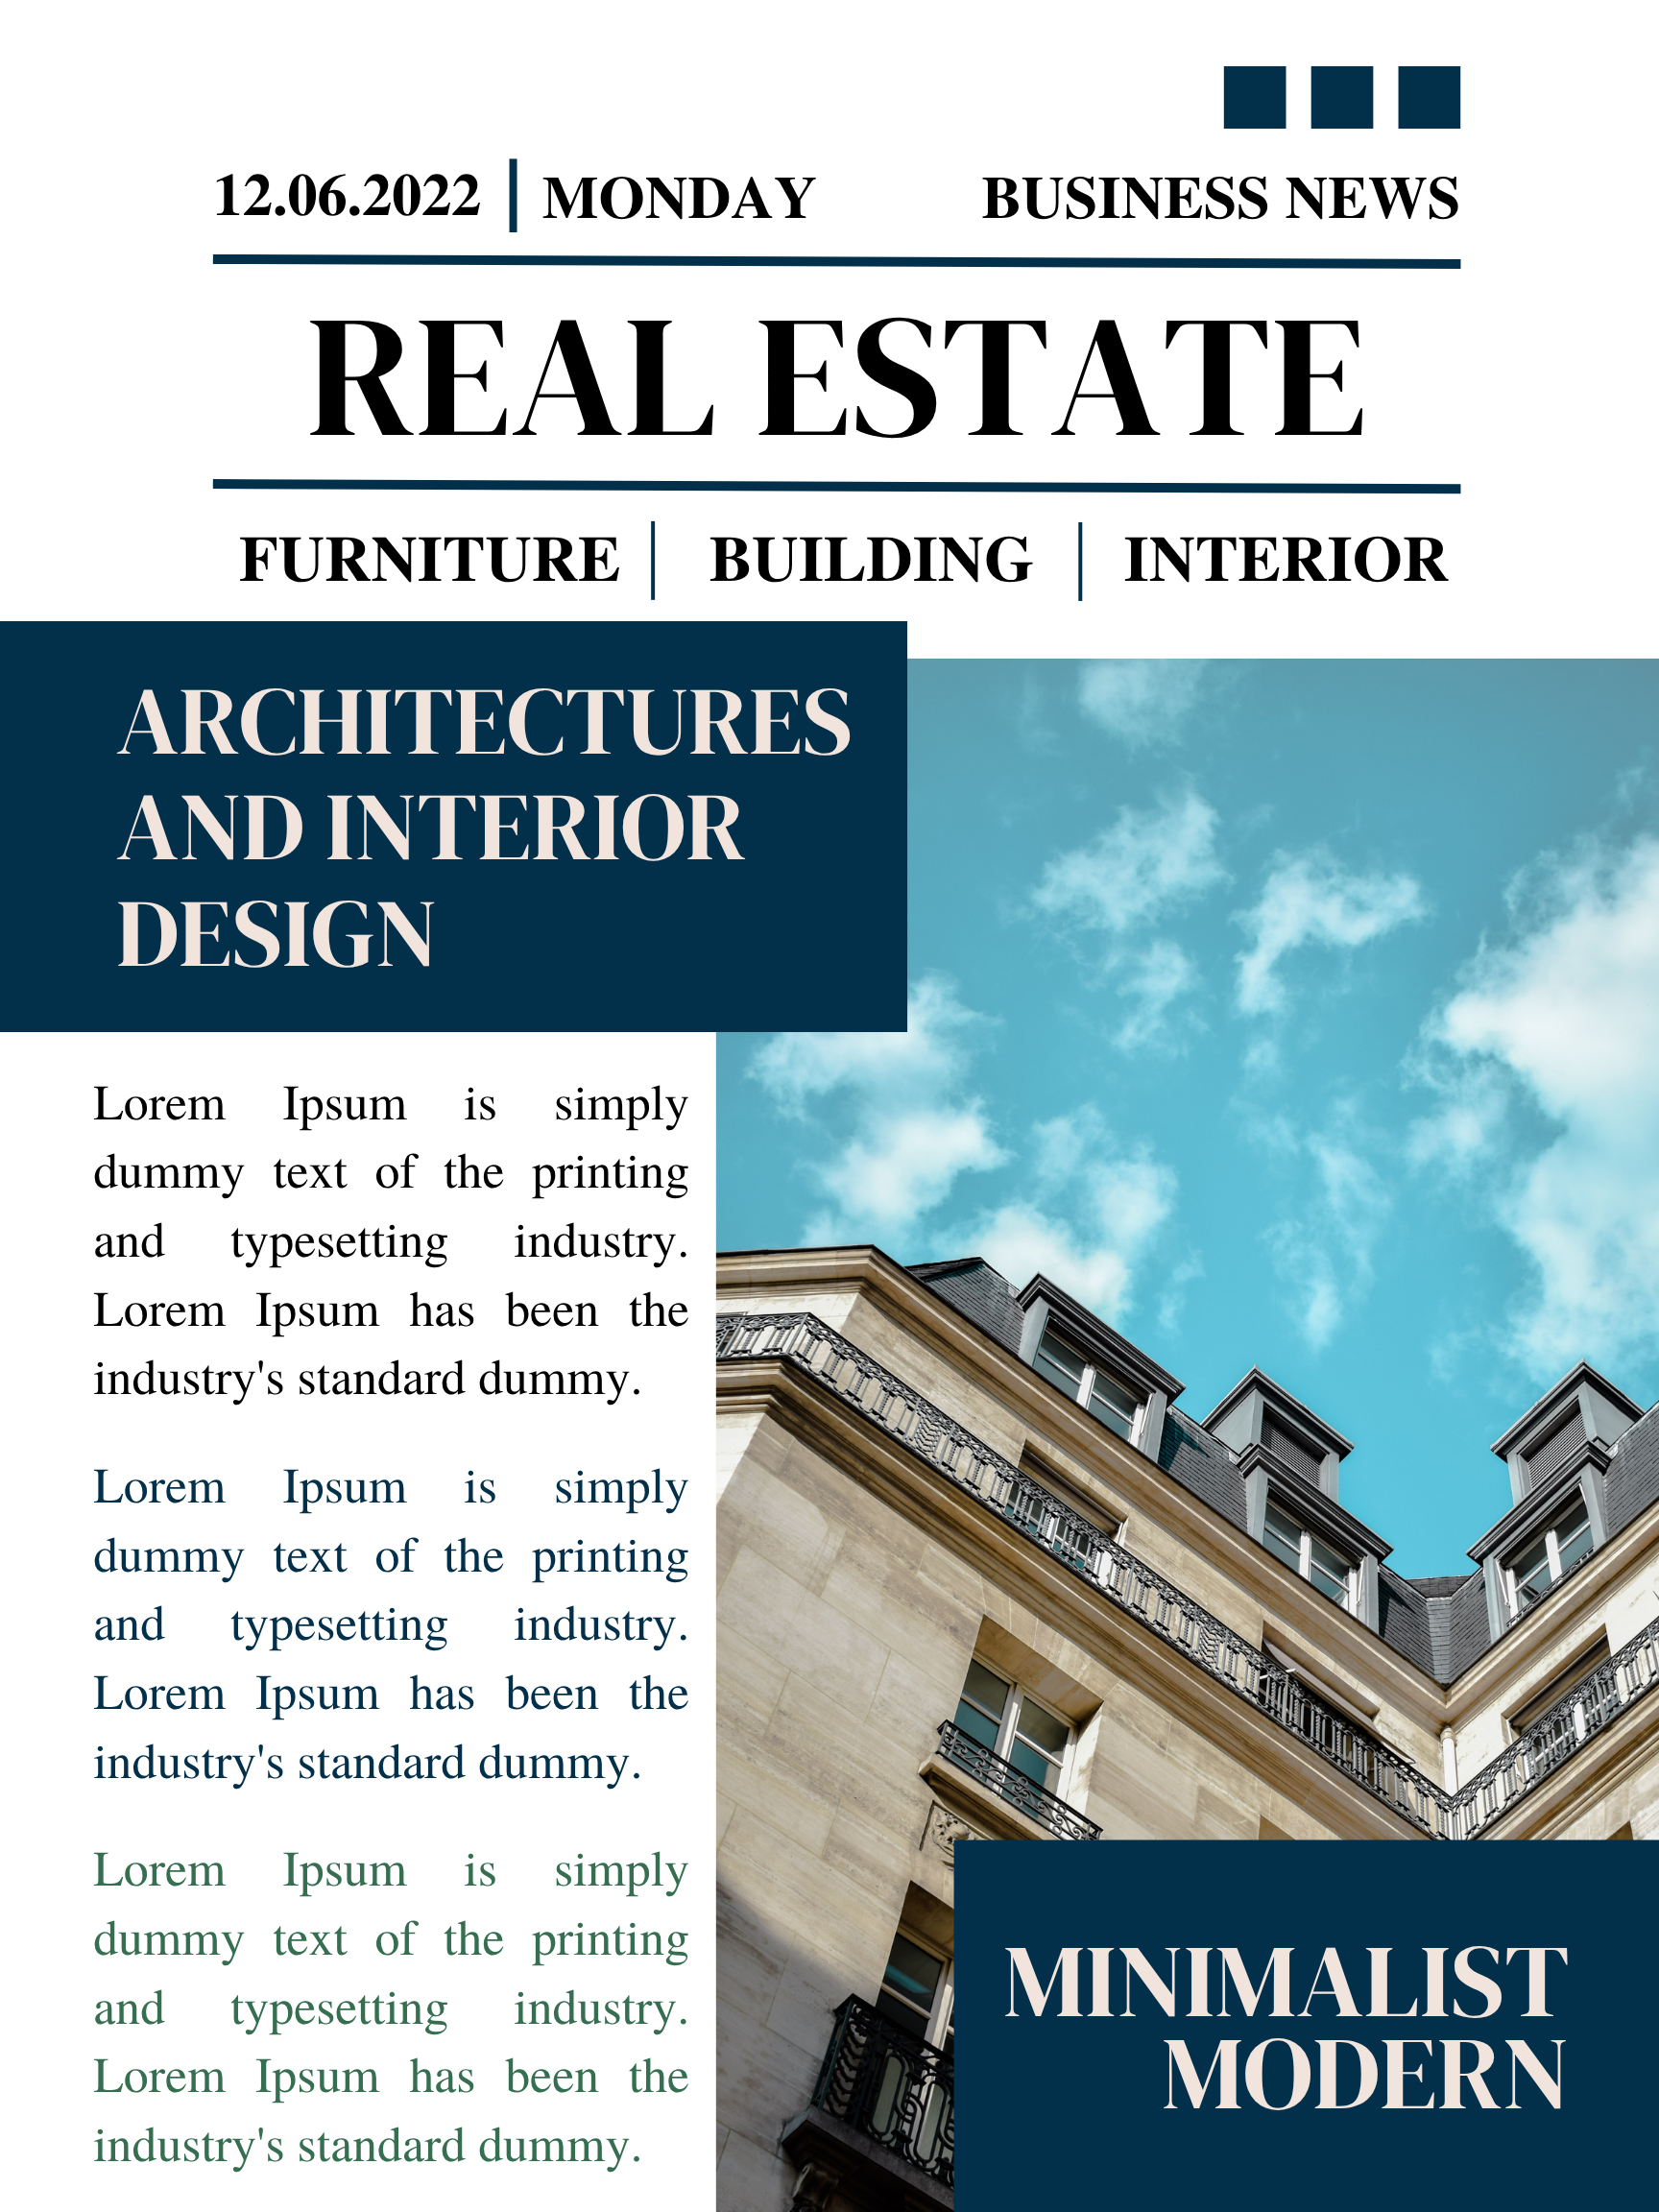 12.06.2022 | MONDAY BUSINESS NEWS
REAL ESTATE
FURNITURE | BUILDING | INTERIOR
ARCHITECTURES
AND INTERIOR
DESIGN
Lorem Ipsum is simply
dummy text of the printing
and typesetting industry.
Lorem Ipsum has been the
industry's standard dummy.
Lorem Ipsum is simply
dummy text of the printing
and typesetting industry.
Lorem Ipsum has been the
industry's standard dummy.
Lorem Ipsum is simply
dummy text of the printing
and typesetting industry.
Lorem Ipsum has been the
industry's standard dummy.
MINIMALIST
MODERN